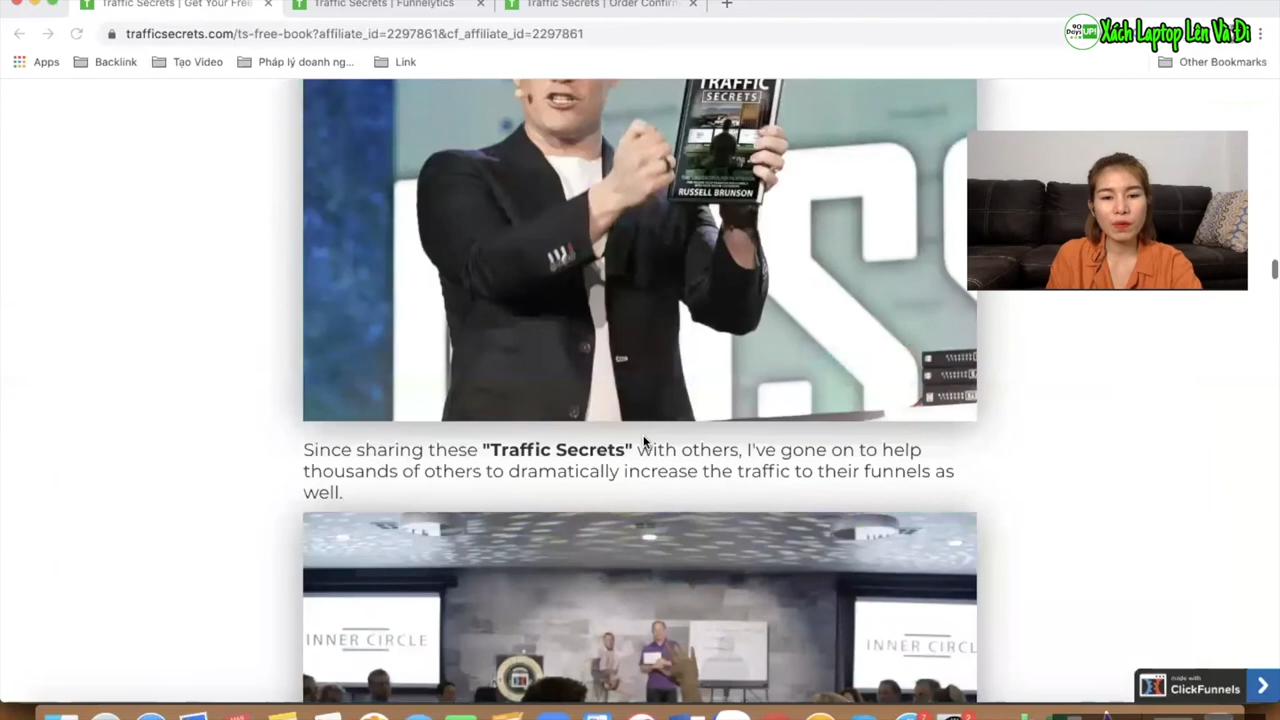 Traffic Secrets | Get Your Free
Traffic Secrets | Funnelytics
Traffic Secrets | Order Confirm
trafficsecrets.com/ts-free-book?affiliate_id=2297861&cf_affiliate_id=2297861
90 Days UP!
Xách Laptop Lên Và Đi
Apps
Backlink
Tạo Video
Pháp lý doanh ng...
Link
Other Bookmarks
TRAFFIC
SECRETS
RUSSELL BRUNSON
Since sharing these "Traffic Secrets" with others, I've gone on to help
thousands of others to dramatically increase the traffic to their funnels as
well.
INNER CIRCLE
INNER CIRCL
made with
ClickFunnels